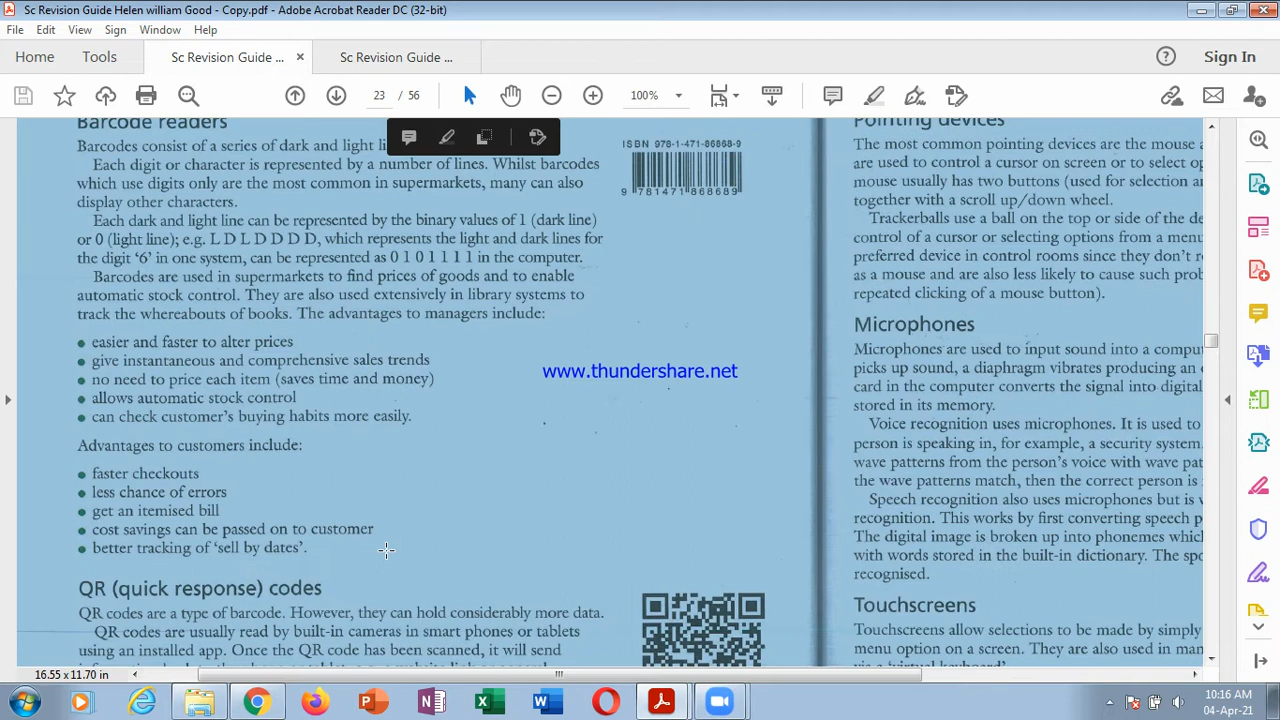 Sc Revision Guide Helen william Good - Copy.pdf - Adobe Acrobat Reader DC (32-bit)
File Edit View Sign Window Help
Home Tools Sc Revision Guide ... × Sc Revision Guide ... Sign In
23 / 56 100%
Barcode readers
Barcodes consist of a series of dark and light
Each digit or character is represented by a number of lines. Whilst barcodes
which use digits only are the most common in supermarkets, many can also
display other characters.
Each dark and light line can be represented by the binary values of 1 (dark line)
or 0 (light line); e.g. L D L D D D D, which represents the light and dark lines for
the digit ‘6’ in one system, can be represented as 0 1 0 1 1 1 1 in the computer.
Barcodes are used in supermarkets to find prices of goods and to enable
automatic stock control. They are also used extensively in library systems to
track the whereabouts of books. The advantages to managers include:
• easier and faster to alter prices
• give instantaneous and comprehensive sales trends
• no need to price each item (saves time and money)
• allows automatic stock control
• can check customer’s buying habits more easily.
Advantages to customers include:
• faster checkouts
• less chance of errors
• get an itemised bill
• cost savings can be passed on to customer
• better tracking of ‘sell by dates’.
QR (quick response) codes
QR codes are a type of barcode. However, they can hold considerably more data.
QR codes are usually read by built-in cameras in smart phones or tablets
using an installed app. Once the QR code has been scanned, it will send
ISBN 978-1-471-86868-9
9 781471 868689
www.thundershare.net
Pointing devices
The most common pointing devices are the mouse
are used to control a cursor on screen or to select
mouse usually has two buttons (used for selection
together with a scroll up/down wheel.
Trackerballs use a ball on the top or side of the
control of a cursor or selecting options from a
preferred device in control rooms since they don't
as a mouse and are also less likely to cause such
repeated clicking of a mouse button).
Microphones
Microphones are used to input sound into a
picks up sound, a diaphragm vibrates producing an
card in the computer converts the signal into digital
stored in its memory.
Voice recognition uses microphones. It is used to
person is speaking in, for example, a security system.
wave patterns from the person's voice with wave
the wave patterns match, then the correct person is
Speech recognition also uses microphones but is
recognition. This works by first converting speech
The digital image is broken up into phonemes which
with words stored in the built-in dictionary. The
recognised.
Touchscreens
Touchscreens allow selections to be made by simply
menu option on a screen. They are also used in
via a ‘virtual keyboard’
16.55 x 11.70 in
10:16 AM
04-Apr-21